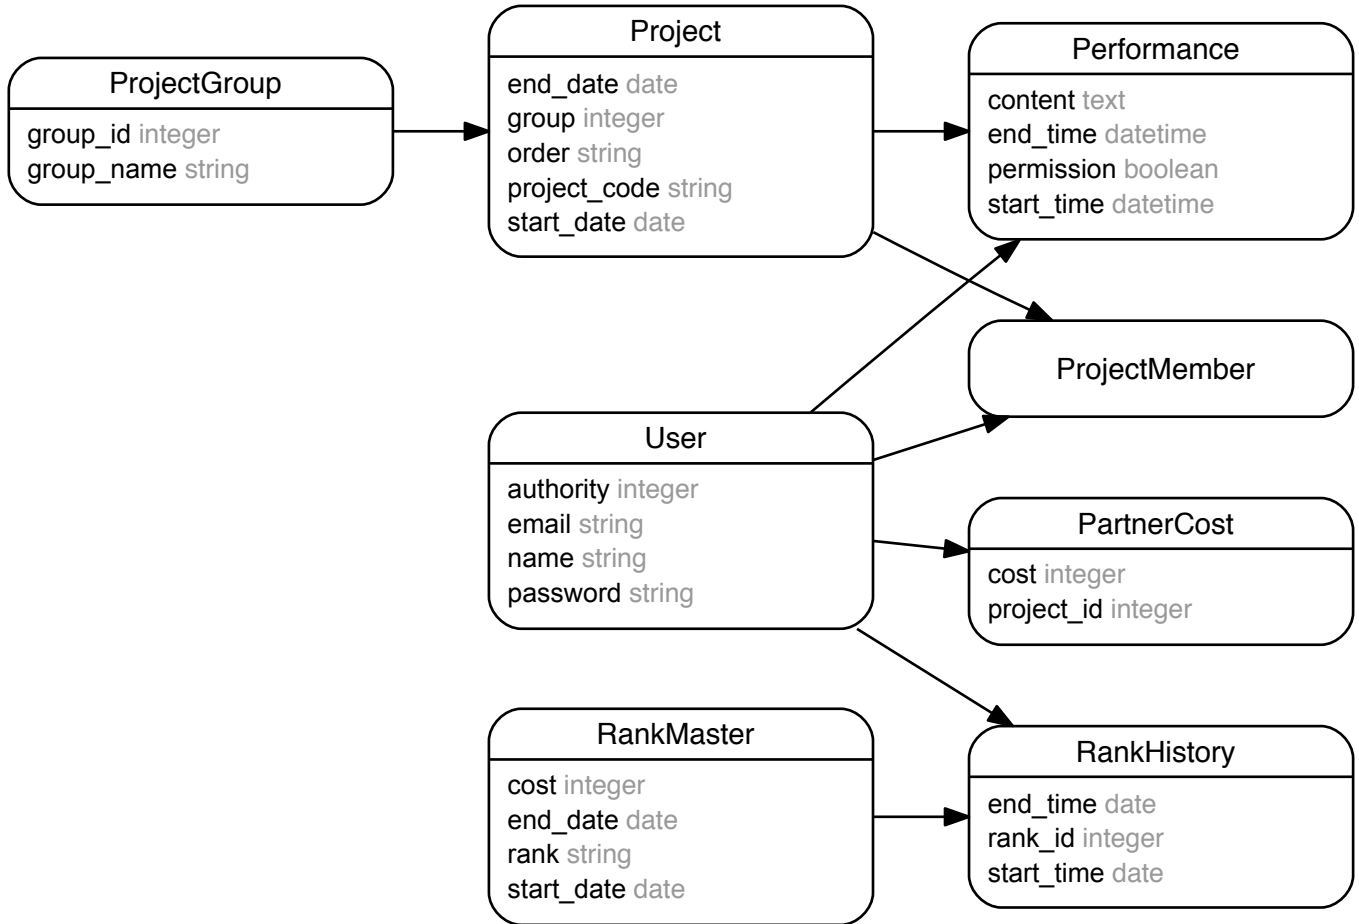 ProjectGroup
group_id integer
group_name string
Project
end_date date
group integer
order string
project_code string
start_date date
Performance
content text
end_time datetime
permission boolean
start_time datetime
ProjectMember
User
authority integer
email string
name string
password string
PartnerCost
cost integer
project_id integer
RankMaster
cost integer
end_date date
rank string
start_date date
RankHistory
end_time date
rank_id integer
start_time date